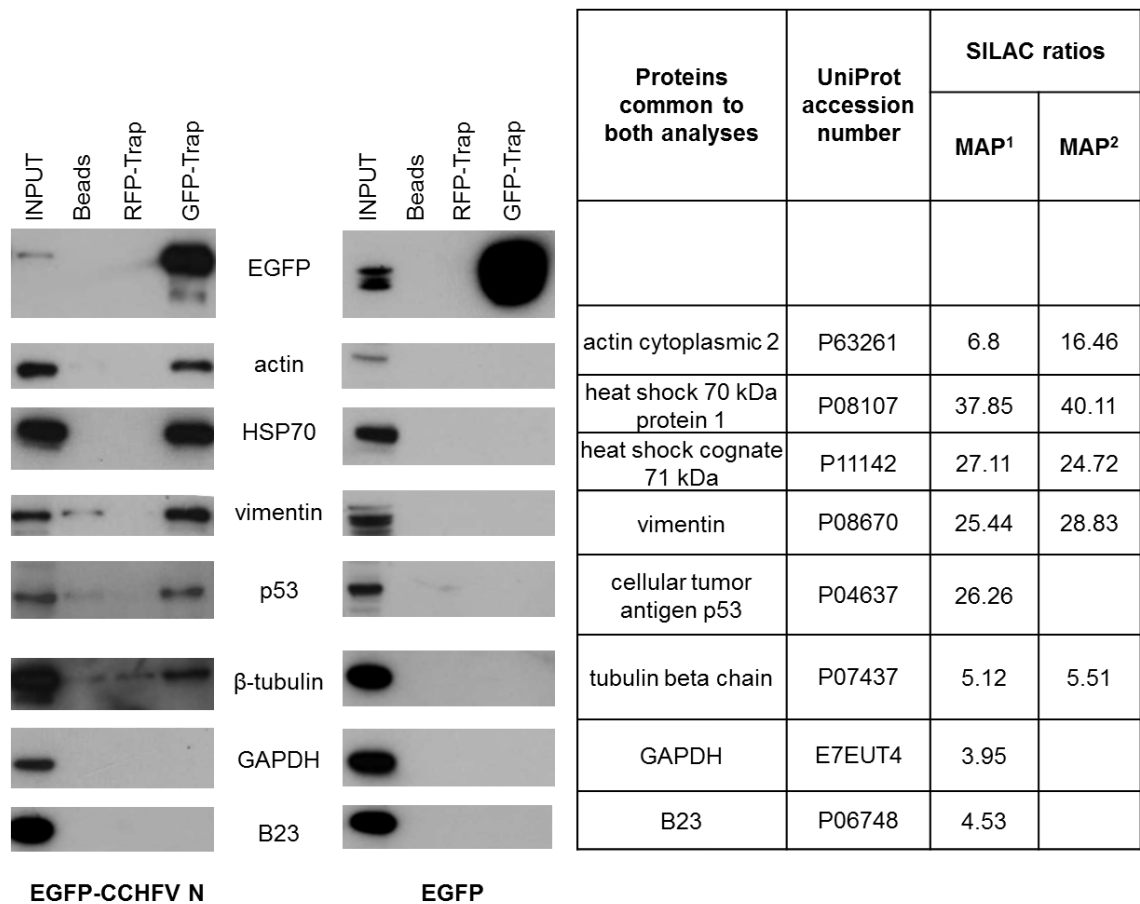 INPUT
Beads
RFP-Trap
GFP-Trap
INPUT
Beads
RFP-Trap
GFP-Trap
EGFP
actin
HSP70
vimentin
p53
β-tubulin
GAPDH
B23
EGFP-CCHFV N
EGFP
Proteins
common to
both analyses
UniProt
accession
number
SILAC ratios
MAP¹
MAP²
actin cytoplasmic 2
P63261
6.8
16.46
heat shock 70 kDa
protein 1
P08107
37.85
40.11
heat shock cognate
71 kDa
P11142
27.11
24.72
vimentin
P08670
25.44
28.83
cellular tumor
antigen p53
P04637
26.26
tubulin beta chain
P07437
5.12
5.51
GAPDH
E7EUT4
3.95
B23
P06748
4.53